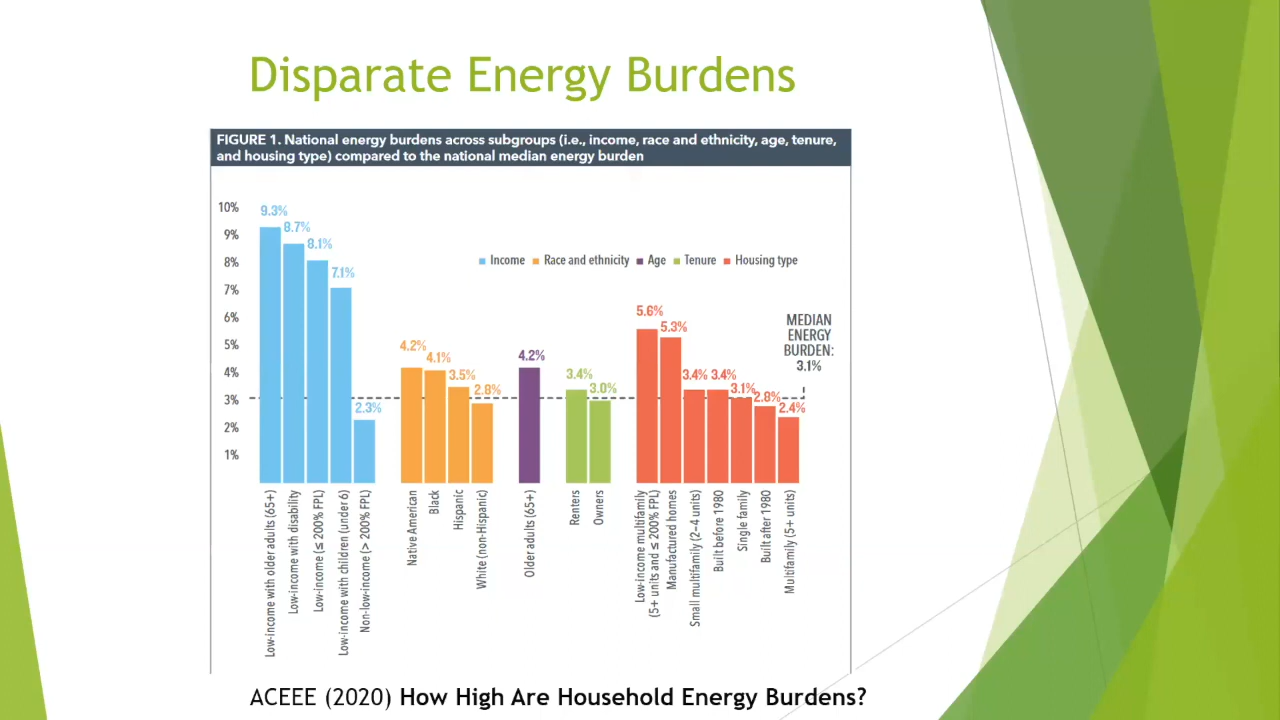 Disparate Energy Burdens
FIGURE 1. National energy burdens across subgroups (i.e., income, race and ethnicity, age, tenure,
and housing type) compared to the national median energy burden
10%
9%
8%
7%
6%
5%
4%
3%
2%
1%
9.3%
8.7%
8.1%
7.1%
2.3%
4.2%
4.1%
3.5%
2.8%
4.2%
3.4%
3.0%
5.6%
5.3%
3.4%
3.4%
3.1%
2.8%
2.4%
Income
Race and ethnicity
Age
Tenure
Housing type
MEDIAN
ENERGY
BURDEN:
3.1%
Low-income with older adults (65+)
Low-income with disability
Low-income (≤ 200% FPL)
Low-income with children (under 6)
Non-low-income (> 200% FPL)
Native American
Black
Hispanic
White (non-Hispanic)
Older adults (65+)
Renters
Owners
Low-income multifamily
(5+ units and ≤ 200% FPL)
Manufactured homes
Small multifamily (2–4 units)
Built before 1980
Single family
Built after 1980
Multifamily (5+ units)
ACEEE (2020) How High Are Household Energy Burdens?